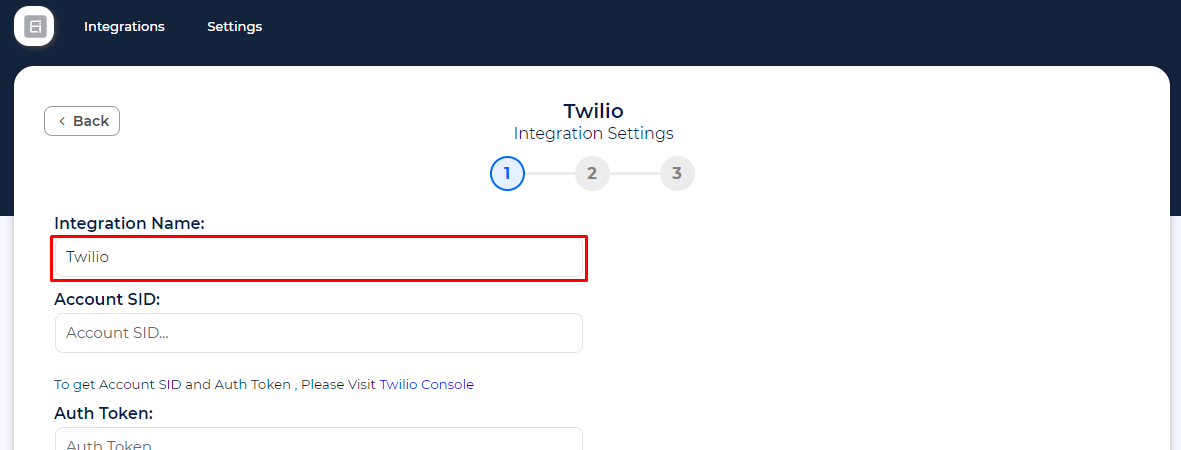 Integrations Settings
Back
Twilio
Integration Settings
1 2 3
Integration Name:
Twilio
Account SID:
Account SID...
To get Account SID and Auth Token , Please Visit Twilio Console
Auth Token:
Auth Token